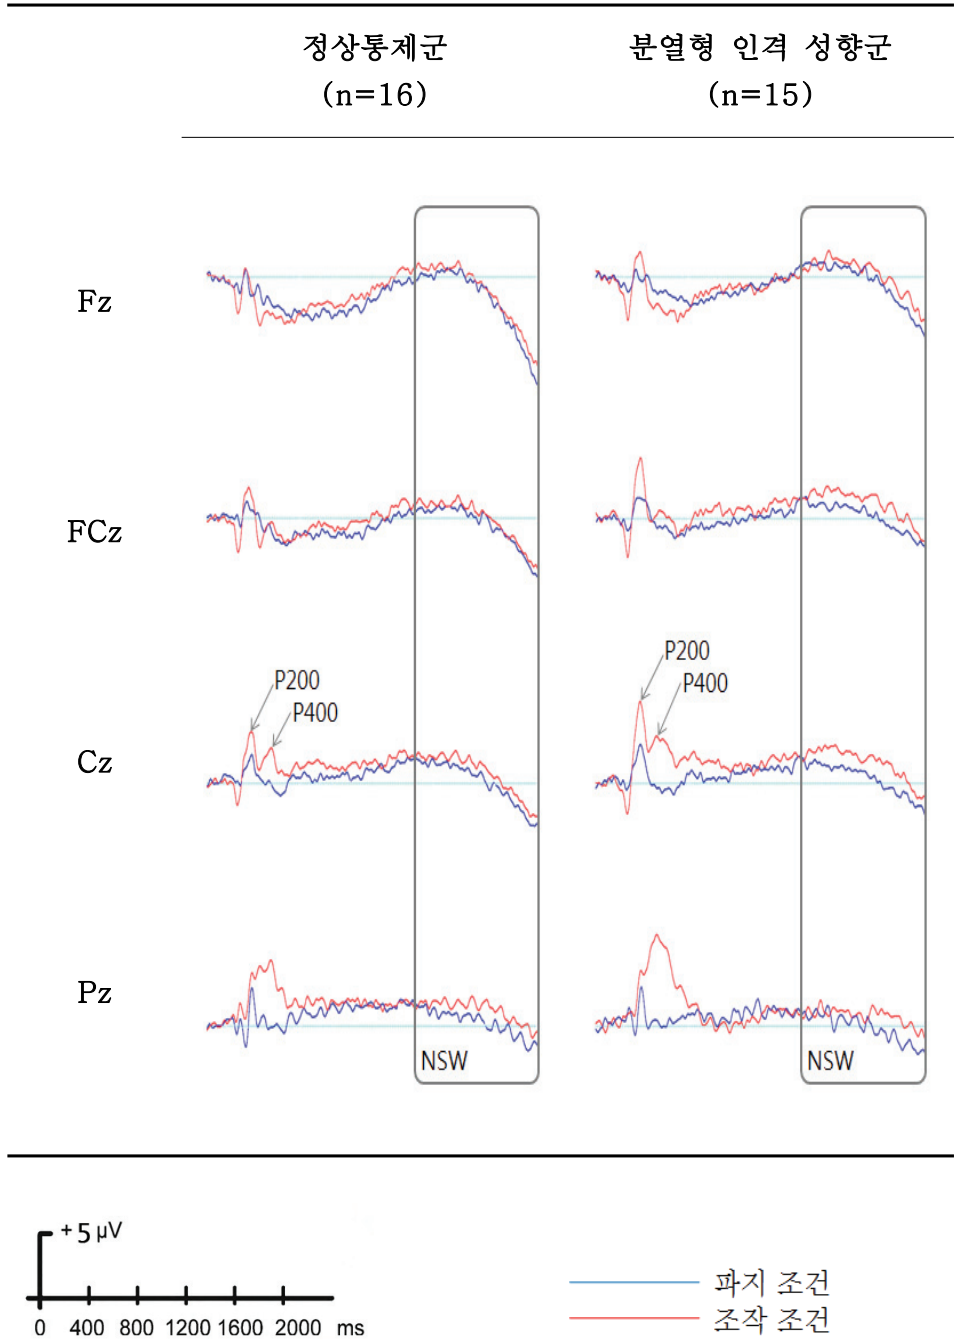 정상통제군 분열형 인격 성향군
(n=16) (n=15)
Fz
FCz
P200 P200
P400 P400
Cz
Pz
NSW NSW
+5 μV
0 400 800 1200 1600 2000 ms
파지 조건
조작 조건